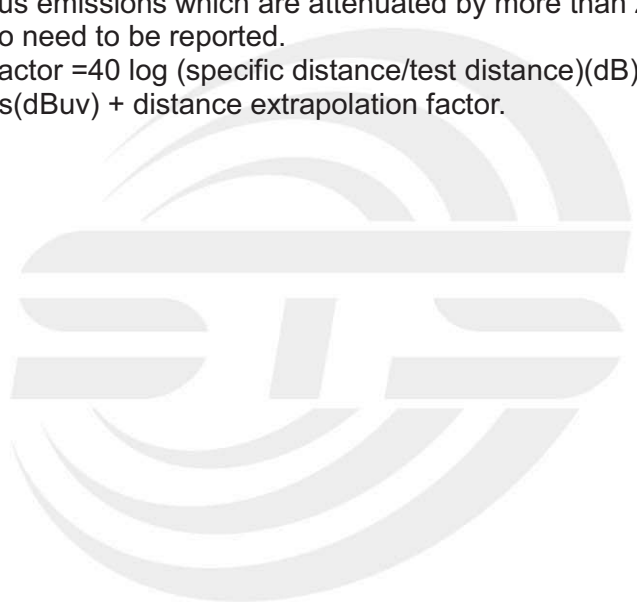 us emissions which are attenuated by more than
o need to be reported.
actor =40 log (specific distance/test distance)(dB)
s(dBuv) + distance extrapolation factor.
STS